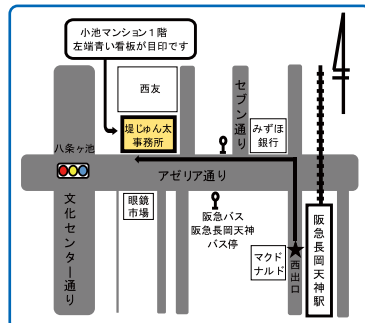 小池マンション１階
左端青い看板が目印です
西友
堤じゅん太
事務所
セブン通り
みずほ
銀行
八条ヶ池
アゼリア通り
文化センター通り
眼鏡
市場
阪急バス
阪急長岡天神
バス停
マクド
ナルド
西出口
阪急長岡天神駅